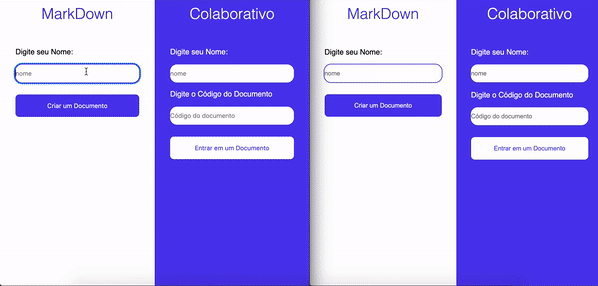 MarkDown
Digite seu Nome:
nome
Criar um Documento
Colaborativo
Digite seu Nome:
nome
Digite o Código do Documento
Código do documento
Entrar em um Documento
MarkDown
Digite seu Nome:
nome
Criar um Documento
Colaborativo
Digite seu Nome:
nome
Digite o Código do Documento
Código do documento
Entrar em um Documento